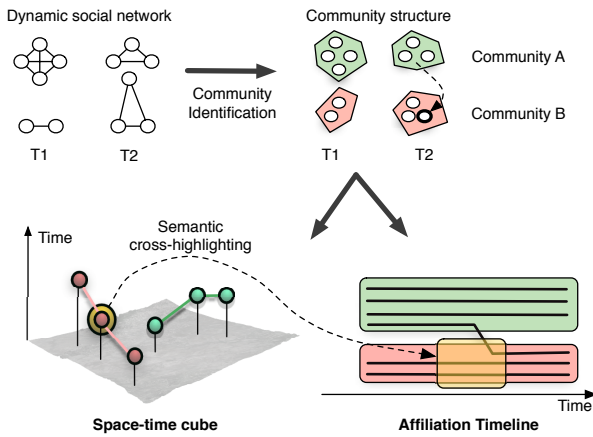 Dynamic social network
Community structure
Community A
Community
Identification
Community B
T1
T2
T1
T2
Time
Semantic
cross-highlighting
Time
Space-time cube
Affiliation Timeline